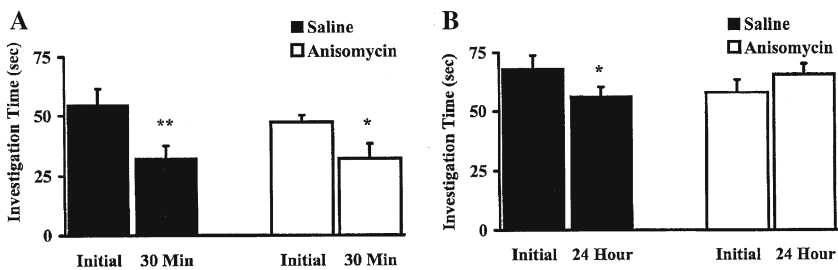 A
Saline
Anisomycin
Investigation Time (sec)
75
50
25
0
**
*
Initial 30 Min Initial 30 Min
B
Saline
Anisomycin
Investigation Time (sec)
75
50
25
0
*
Initial 24 Hour Initial 24 Hour